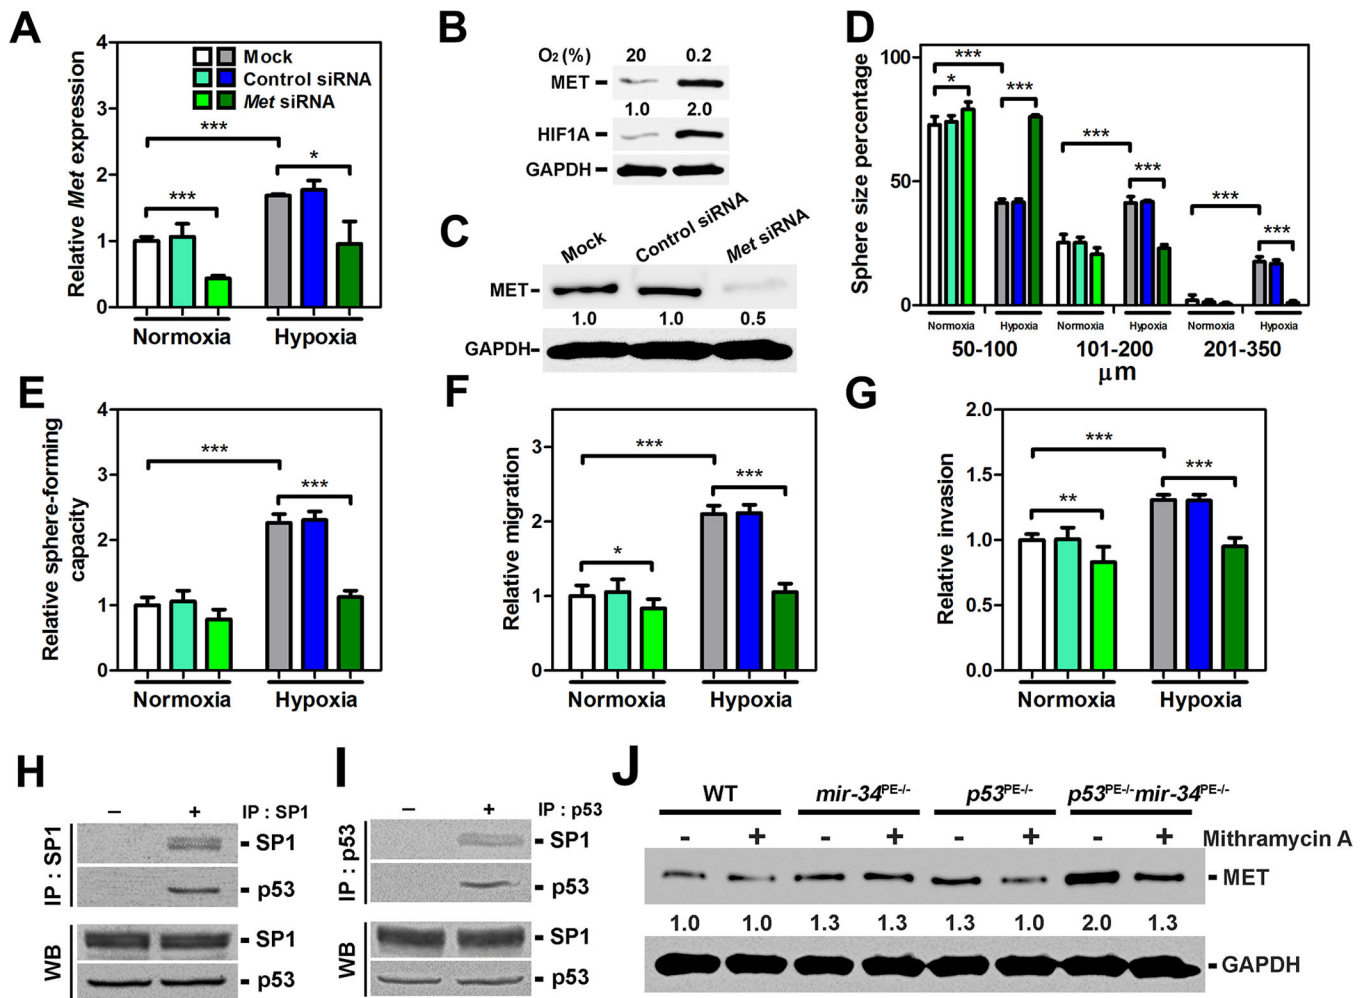 A
Relative Met expression
4
3
2
1
0
Mock
Control siRNA
Met siRNA
***
***
*
Normoxia
Hypoxia
B
O₂ (%) 20 0.2
MET
1.0 2.0
HIF1A
GAPDH
C
Mock Control siRNA Met siRNA
MET
1.0 1.0 0.5
GAPDH
D
Sphere size percentage
100
50
0
***
*
***
***
***
***
***
Normoxia Hypoxia Normoxia Hypoxia Normoxia Hypoxia
50-100 101-200 201-350
μm
E
Relative sphere-forming
capacity
4
3
2
1
0
***
***
Normoxia Hypoxia
F
Relative migration
3
2
1
0
***
***
*
Normoxia Hypoxia
G
Relative invasion
2.0
1.5
1.0
0.5
0.0
***
***
**
Normoxia Hypoxia
H
– + IP : SP1
IP : SP1
SP1
p53
WB
SP1
p53
I
– + IP : p53
IP : p53
SP1
p53
WB
SP1
p53
J
WT mir-34PE-/- p53PE-/- p53PE-/-mir-34PE-/-
- + - + - + - + Mithramycin A
MET
1.0 1.0 1.3 1.3 1.3 1.0 2.0 1.3
GAPDH